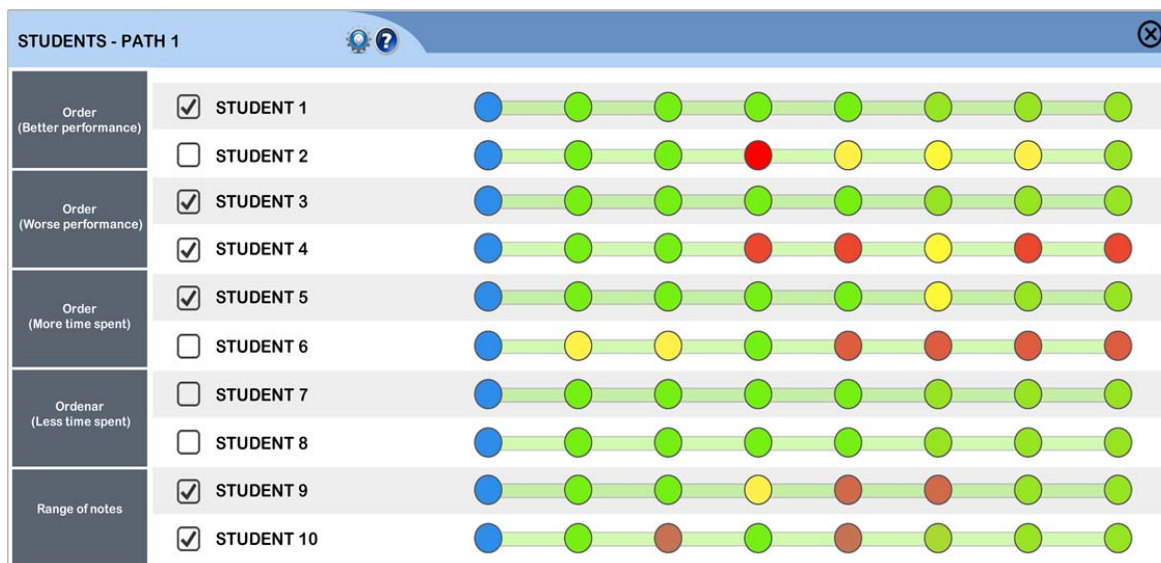 STUDENTS - PATH 1
?
Order
(Better performance)
Order
(Worse performance)
Order
(More time spent)
Ordenar
(Less time spent)
Range of notes
STUDENT 1
STUDENT 2
STUDENT 3
STUDENT 4
STUDENT 5
STUDENT 6
STUDENT 7
STUDENT 8
STUDENT 9
STUDENT 10